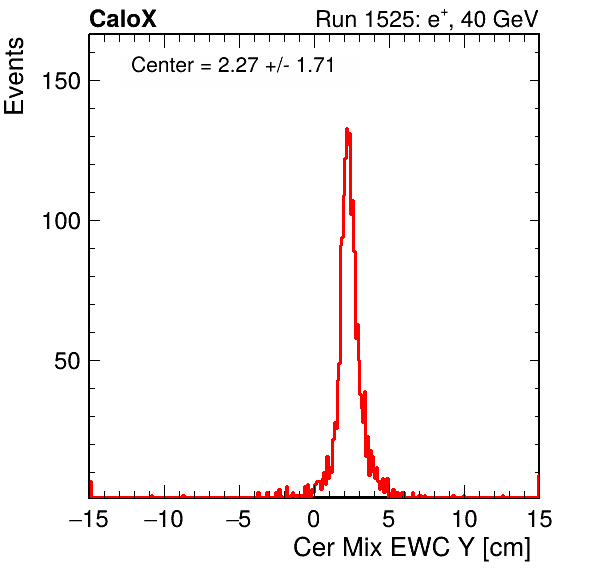 CaloX Run 1525: e⁺, 40 GeV
Center = 2.27 +/- 1.71
Events
150
100
50
−15 −10 −5 0 5 10 15
Cer Mix EWC Y [cm]